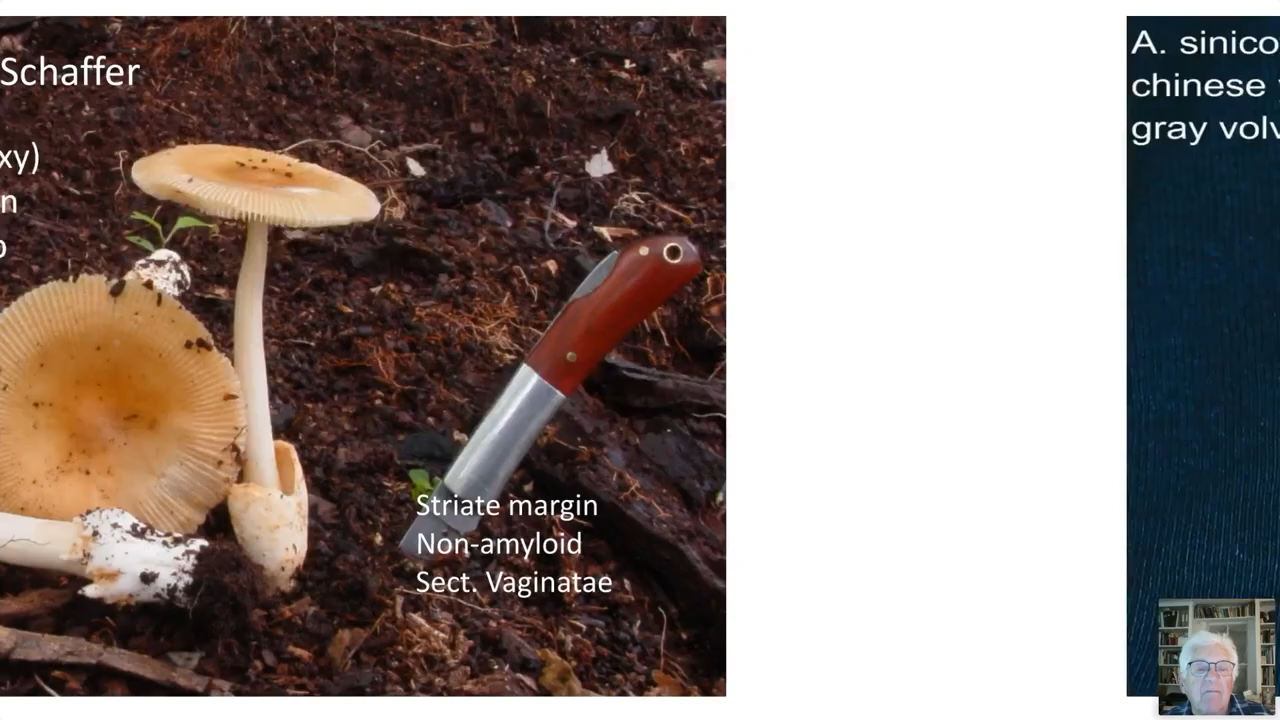 Schaffer
xy)
n
Striate margin
Non-amyloid
Sect. Vaginatae
A. sinico
chinese
gray volv